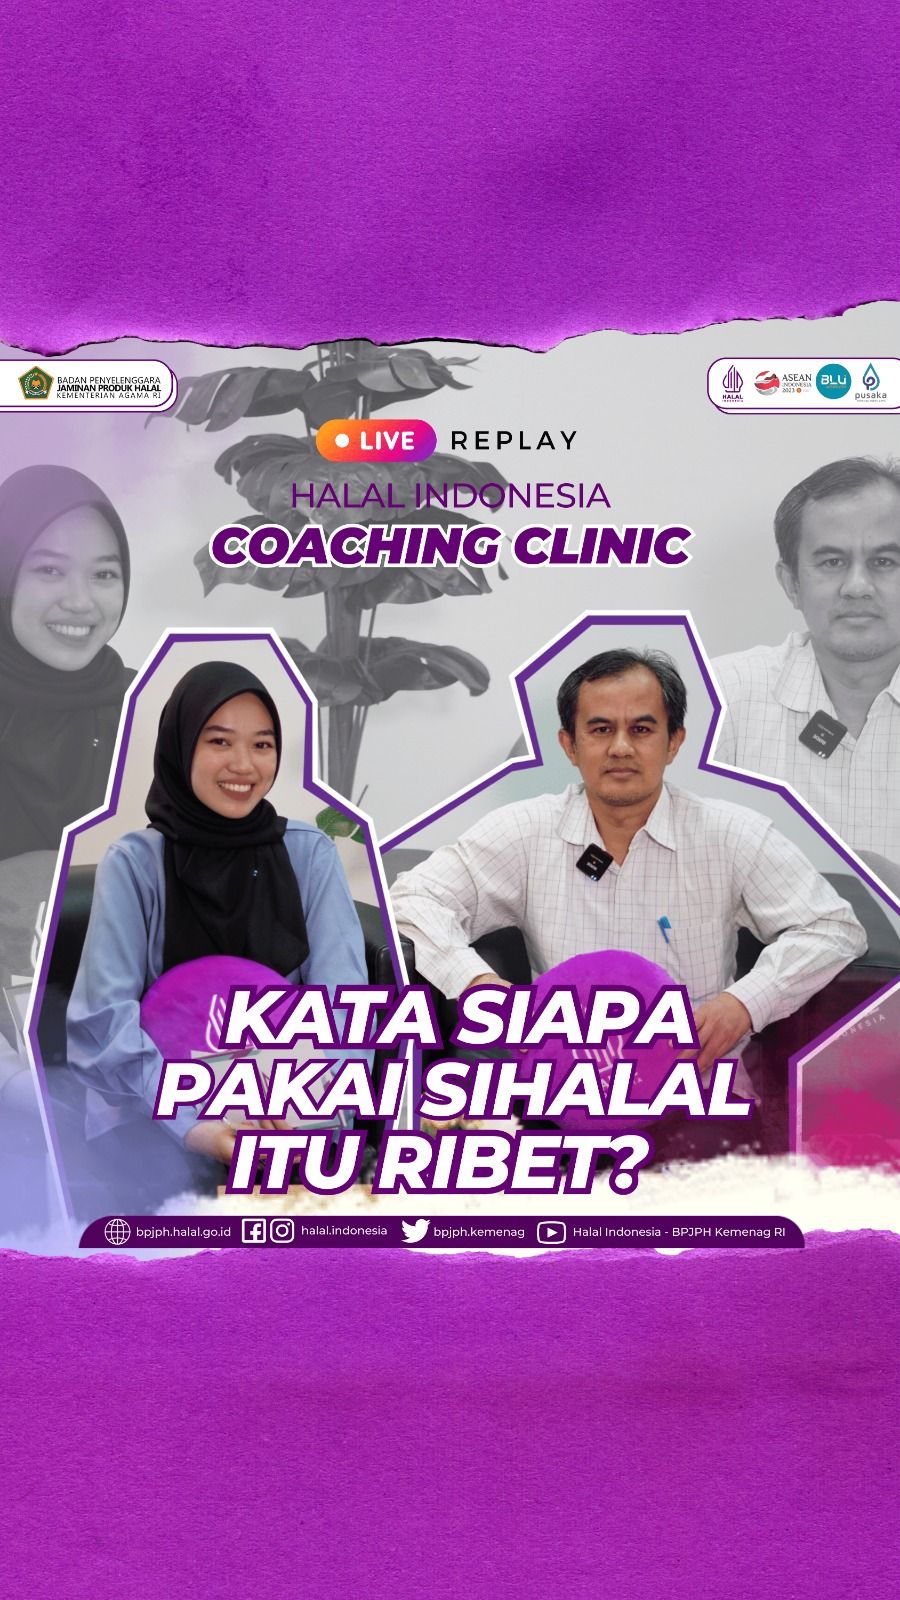 BADAN PENYELENGGARA
JAMINAN PRODUK HALAL
KEMENTERIAN AGAMA RI
HALAL
INDONESIA
ASEAN
INDONESIA
2023
BLU
pusaka
LIVE REPLAY
HALAL INDONESIA
COACHING CLINIC
KATA SIAPA
PAKAI SIHALAL
ITU RIBET?
bpjph.halal.go.id halal.indonesia bpjph.kemenag Halal Indonesia - BPJPH Kemenag RI